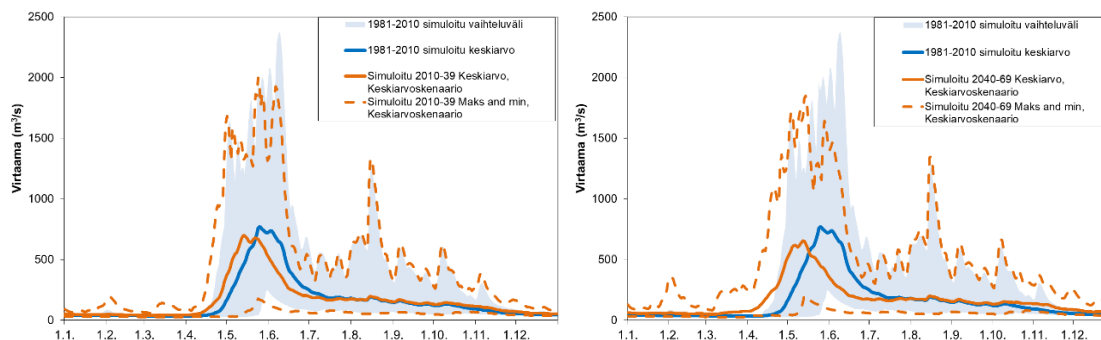 2500
2000
1500
1000
500
0
Virtaama (m³/s)
1981-2010 simuloitu vaihteluväli
1981-2010 simuloitu keskiarvo
Simuloitu 2010-39 Keskiarvo,
Keskiarvoskenaario
Simuloitu 2010-39 Maks and min,
Keskiarvoskenaario
1.1. 1.2. 1.3. 1.4. 1.5. 1.6. 1.7. 1.8. 1.9. 1.10. 1.11. 1.12.
2500
2000
1500
1000
500
0
Virtaama (m³/s)
1981-2010 simuloitu vaihteluväli
1981-2010 simuloitu keskiarvo
Simuloitu 2040-69 Keskiarvo,
Keskiarvoskenaario
Simuloitu 2040-69 Maks and min,
Keskiarvoskenaario
1.1. 1.2. 1.3. 1.4. 1.5. 1.6. 1.7. 1.8. 1.9. 1.10. 1.11. 1.12.